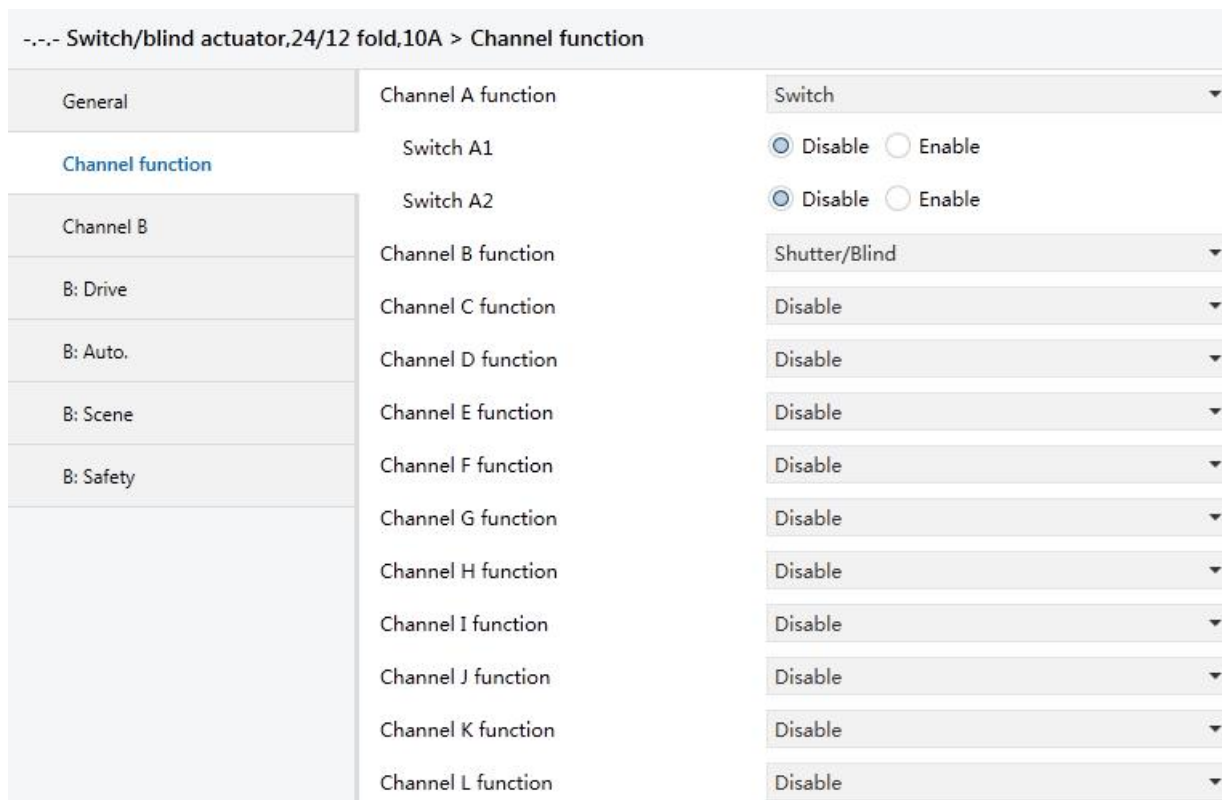 -.-.- Switch/blind actuator,24/12 fold,10A > Channel function
General
Channel function
Channel B
B: Drive
B: Auto.
B: Scene
B: Safety
Channel A function Switch
Switch A1 Disable Enable
Switch A2 Disable Enable
Channel B function Shutter/Blind
Channel C function Disable
Channel D function Disable
Channel E function Disable
Channel F function Disable
Channel G function Disable
Channel H function Disable
Channel I function Disable
Channel J function Disable
Channel K function Disable
Channel L function Disable